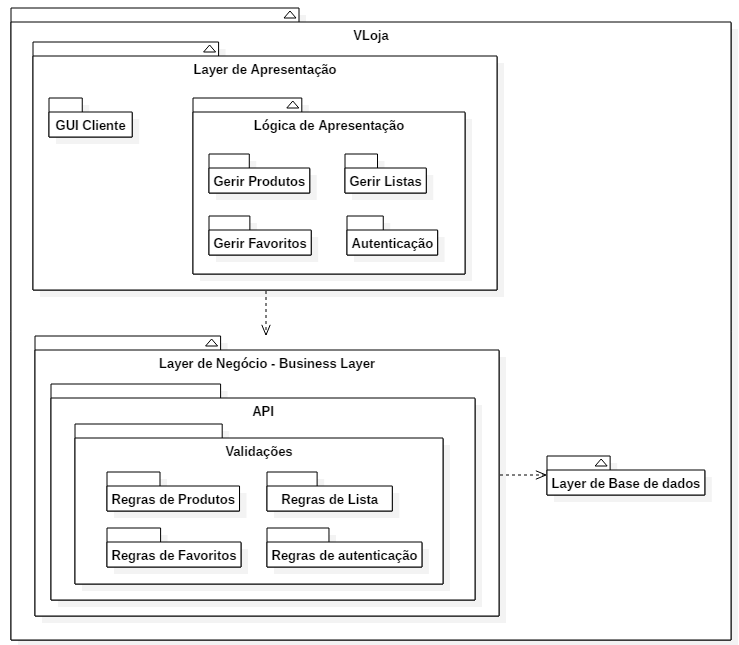 VLoja
Layer de Apresentação
GUI Cliente
Lógica de Apresentação
Gerir Produtos
Gerir Listas
Gerir Favoritos
Autenticação
Layer de Negócio - Business Layer
API
Validações
Regras de Produtos
Regras de Lista
Regras de Favoritos
Regras de autenticação
Layer de Base de dados